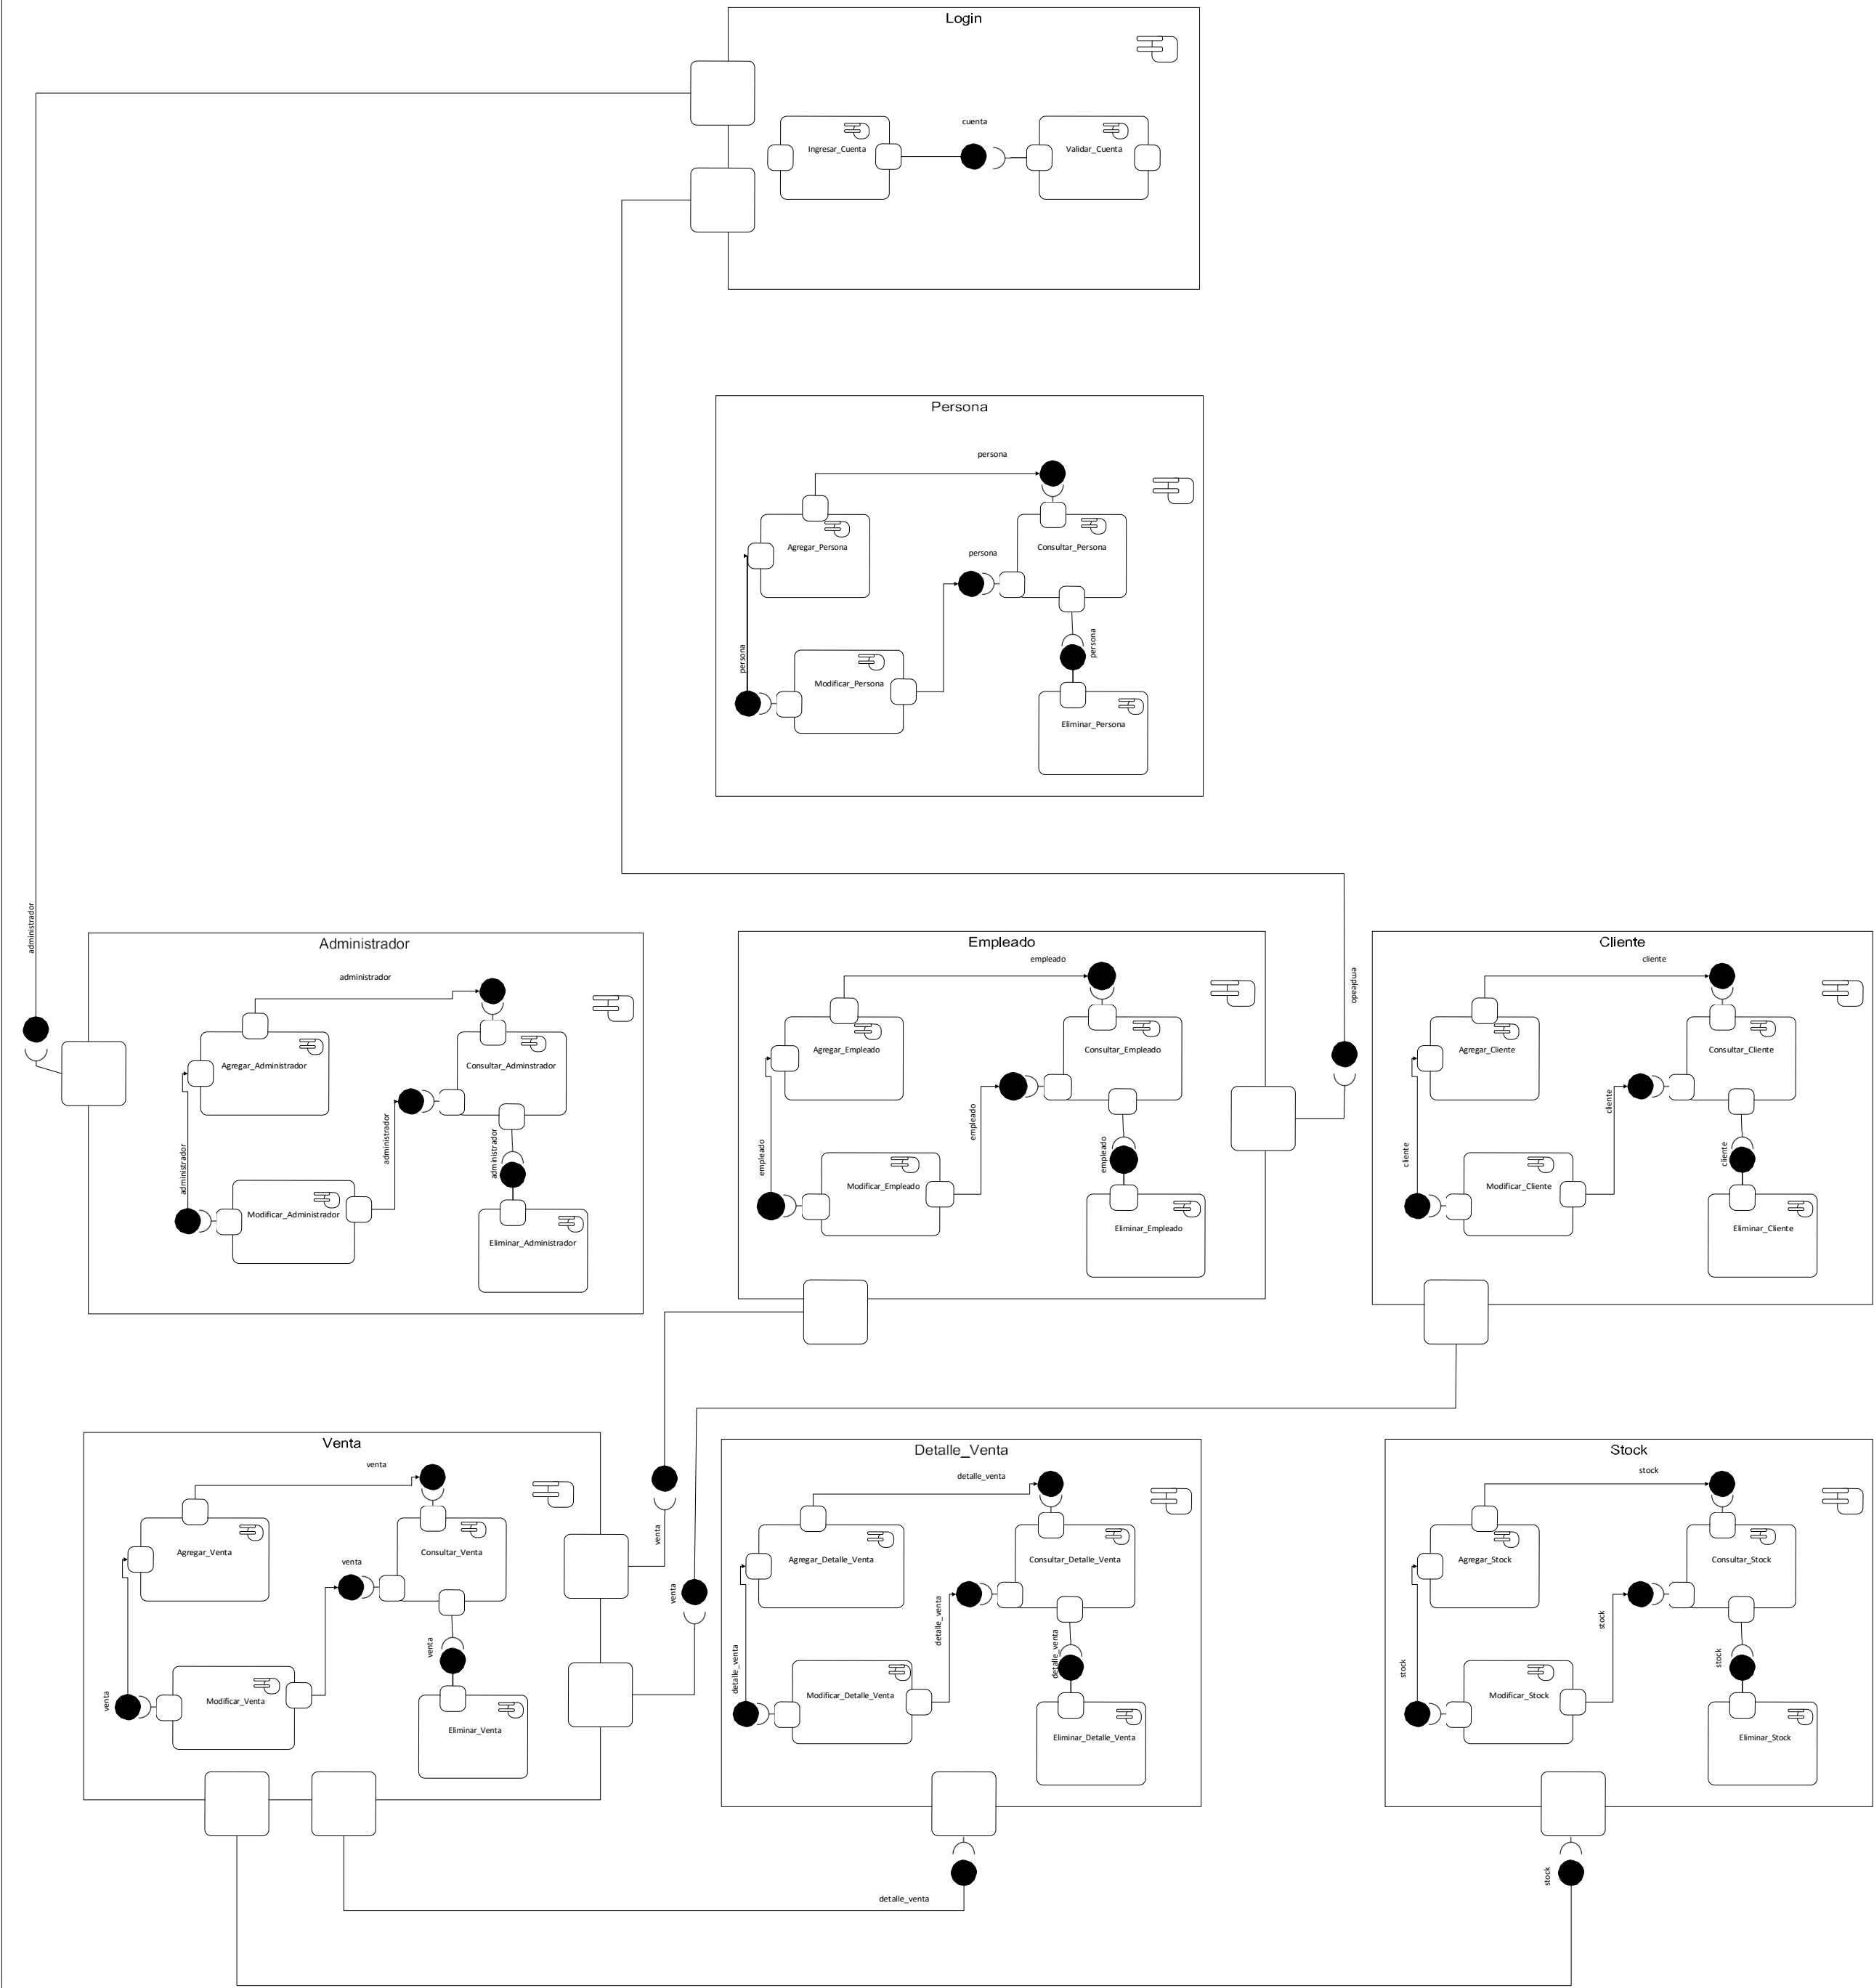 Login
cuenta
Ingresar_Cuenta
Validar_Cuenta
Persona
persona
Agregar_Persona
Consultar_Persona
persona
persona
persona
Modificar_Persona
Eliminar_Persona
administrador
empleado
Administrador
administrador
Agregar_Administrador
Consultar_Adminstrador
administrador
administrador
administrador
Modificar_Administrador
Eliminar_Administrador
Empleado
empleado
Agregar_Empleado
Consultar_Empleado
empleado
empleado
empleado
Modificar_Empleado
Eliminar_Empleado
Cliente
cliente
Agregar_Cliente
Consultar_Cliente
cliente
cliente
cliente
Modificar_Cliente
Eliminar_Cliente
Venta
venta
Agregar_Venta
Consultar_Venta
venta
venta
venta
Modificar_Venta
Eliminar_Venta
venta
venta
Detalle_Venta
detalle_venta
Agregar_Detalle_Venta
Consultar_Detalle_Venta
detalle_venta
detalle_venta
detalle_venta
Modificar_Detalle_Venta
Eliminar_Detalle_Venta
Stock
stock
Agregar_Stock
Consultar_Stock
stock
stock
stock
Modificar_Stock
Eliminar_Stock
detalle_venta
stock